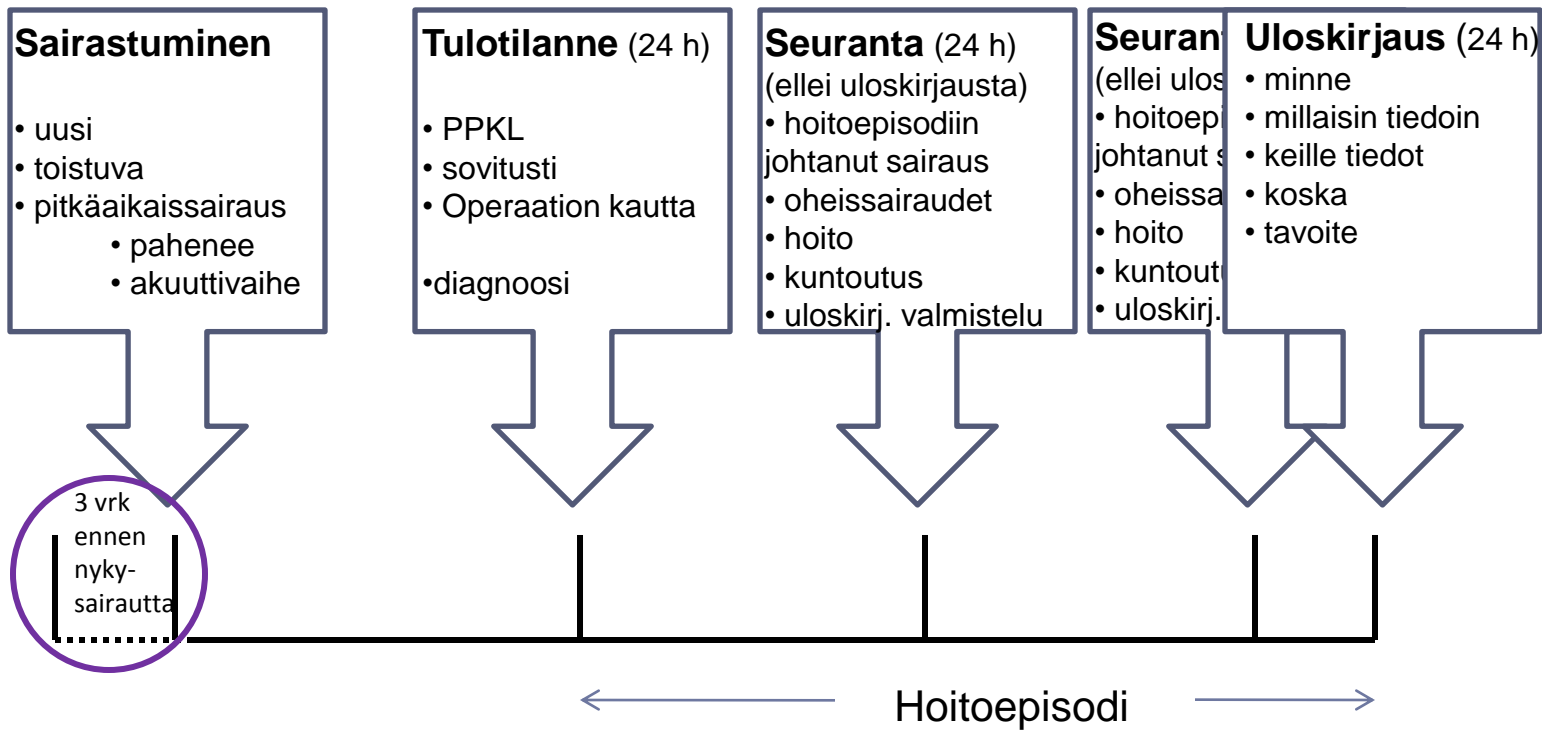 Sairastuminen
• uusi
• toistuva
• pitkäaikaissairaus
• pahenee
• akuuttivaihe
Tulotilanne (24 h)
• PPKL
• sovitusti
• Operaation kautta
•diagnoosi
Seuranta (24 h)
(ellei uloskirjausta)
• hoitoepisodiin
johtanut sairaus
• oheissairaudet
• hoito
• kuntoutus
• uloskirj. valmistelu
Seuran
(ellei ulos
• hoitoepi
johtanut s
• oheissa
• hoito
• kuntoutu
• uloskirj.
Uloskirjaus (24 h)
• minne
• millaisin tiedoin
• keille tiedot
• koska
• tavoite
3 vrk
ennen
nyky-
sairautta
Hoitoepisodi